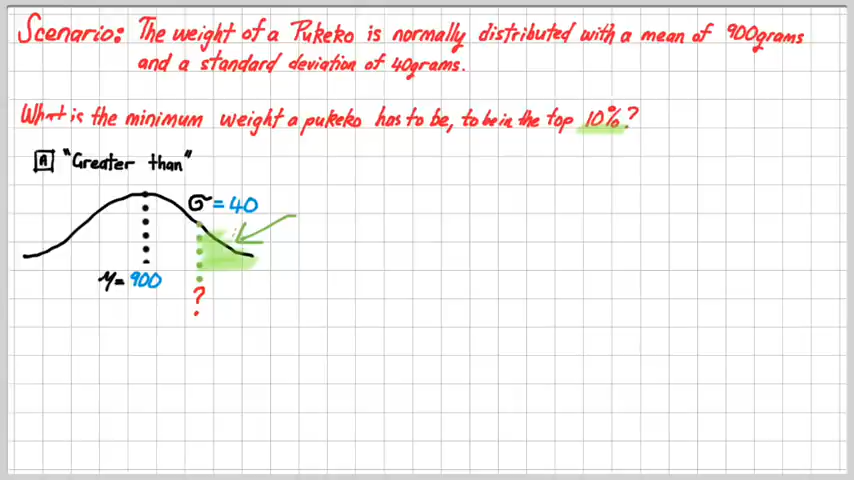 Scenario: The weight of a Pukeko is normally distributed with a mean of 900grams
and a standard deviation of 40grams.
What is the minimum weight a pukeko has to be, to be in the top 10%?
A "Greater than"
σ = 40
μ = 900
?